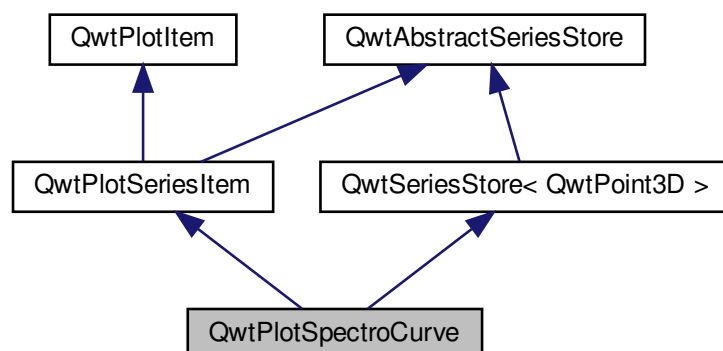 QwtPlotItem
QwtAbstractSeriesStore
QwtPlotSeriesItem
QwtSeriesStore< QwtPoint3D >
QwtPlotSpectroCurve